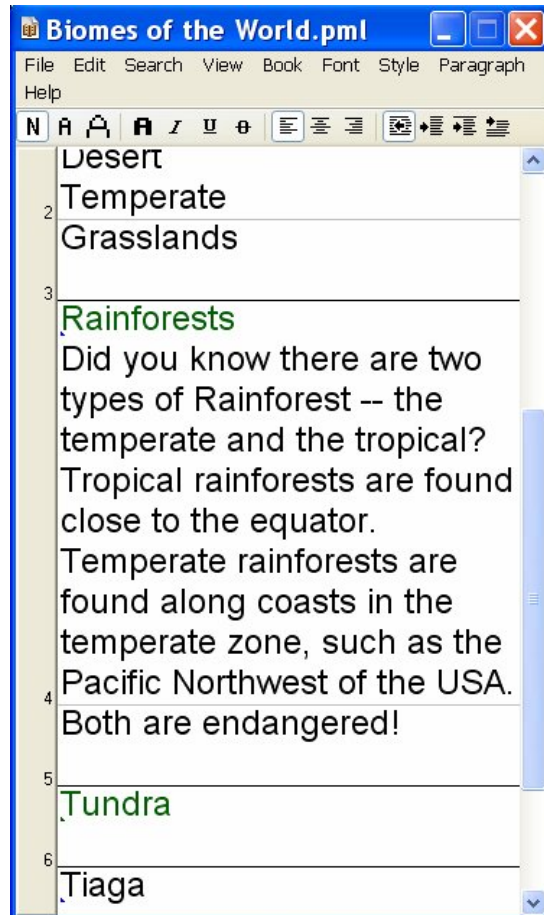 Biomes of the World.pml
File Edit Search View Book Font Style Paragraph
Help
N A A A I U θ
Desert
Temperate
2
Grasslands
3
Rainforests
Did you know there are two
types of Rainforest -- the
temperate and the tropical?
Tropical rainforests are found
close to the equator.
Temperate rainforests are
found along coasts in the
temperate zone, such as the
Pacific Northwest of the USA.
4
Both are endangered!
5
Tundra
6
Tiaga